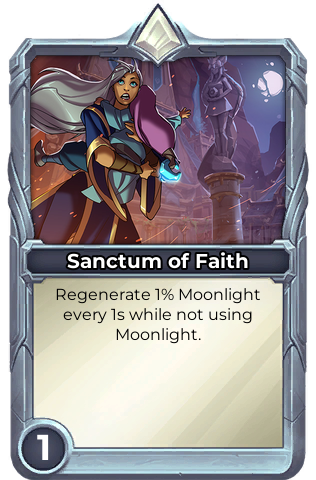 Sanctum of Faith
Regenerate 1% Moonlight
every 1s while not using
Moonlight.
1